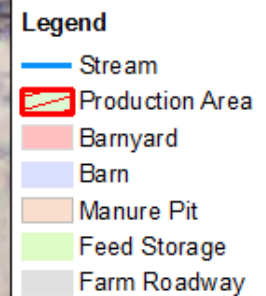 Legend
Stream
Production Area
Barnyard
Barn
Manure Pit
Feed Storage
Farm Roadway